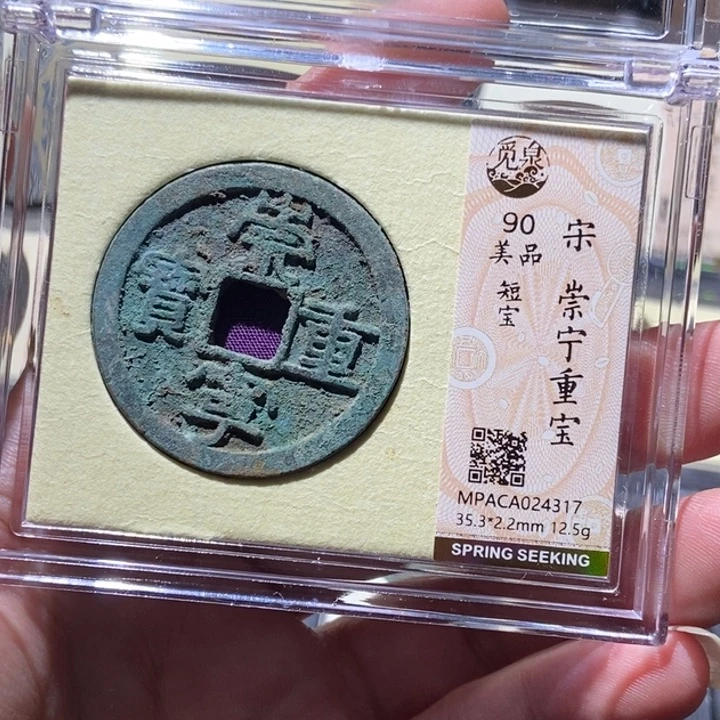 崇寧重寶
觅泉
宋 崇宁重宝
90
美品
短宝
MPACA024317
35.3*2.2mm 12.5g
SPRING SEEKING